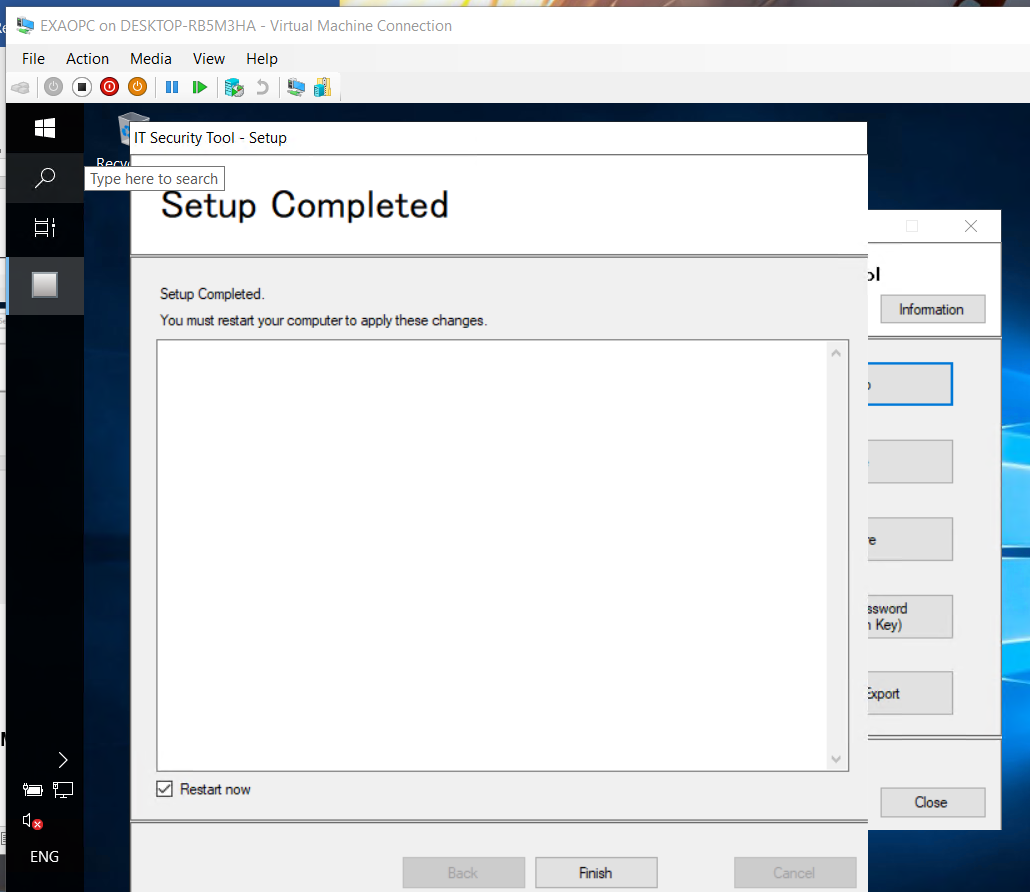 EXAOPC on DESKTOP-RB5M3HA - Virtual Machine Connection
File Action Media View Help
IT Security Tool - Setup
Type here to search
Setup Completed
Information
Setup Completed.
You must restart your computer to apply these changes.
Key)
Export
Restart now
Close
ENG
Back Finish Cancel